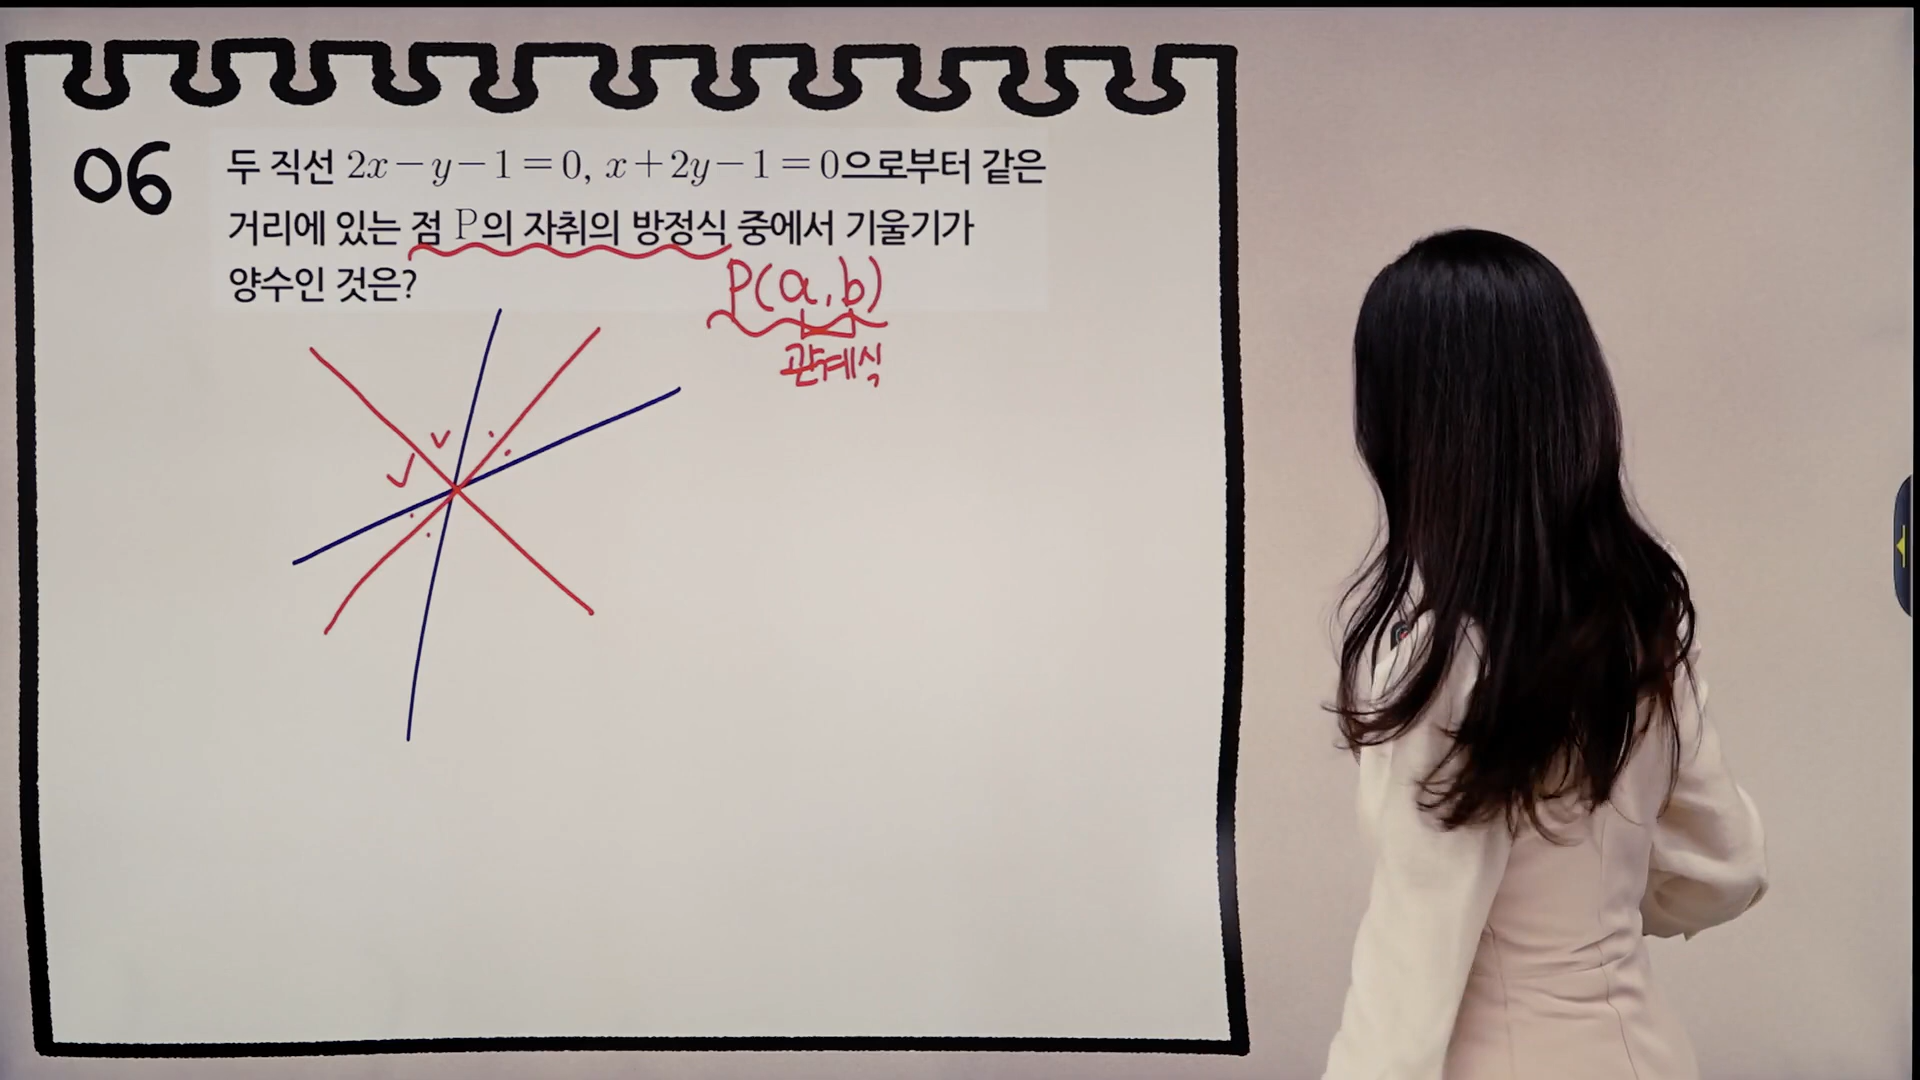 06
두 직선 2x-y-1=0, x+2y-1=0으로부터 같은
거리에 있는 점 P의 자취의 방정식 중에서 기울기가
양수인 것은?
P(a,b)
관계식